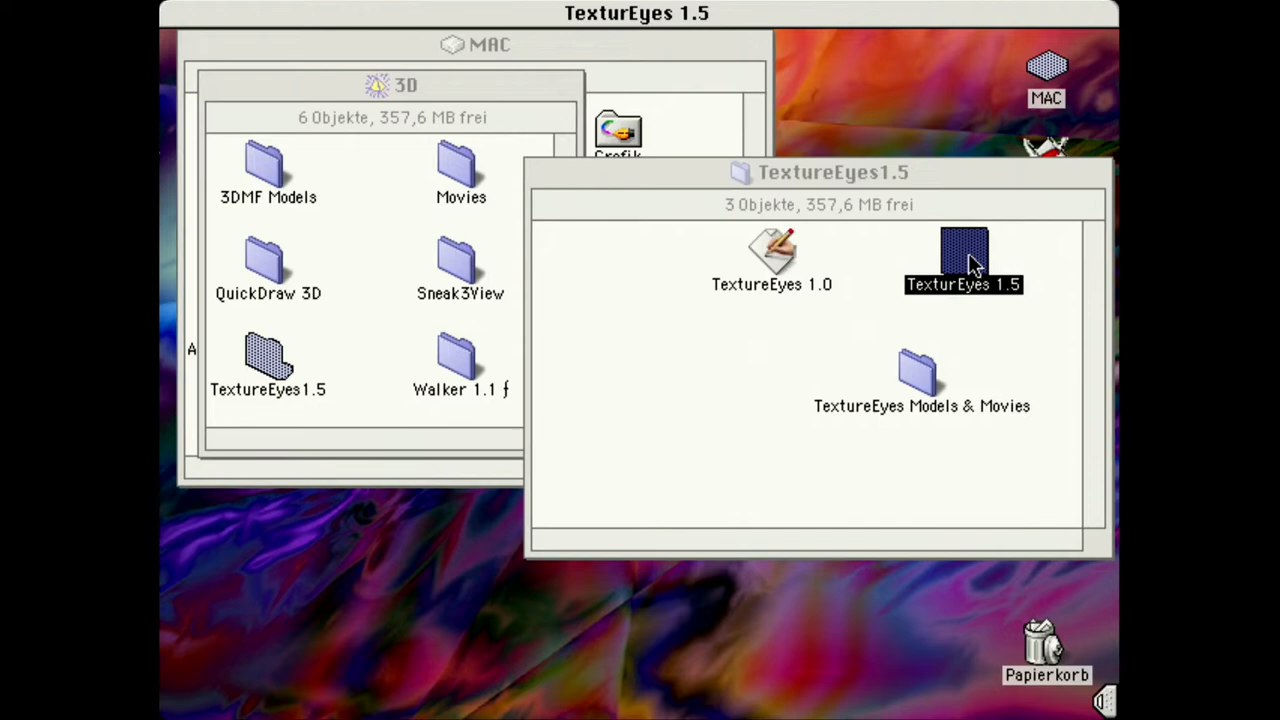 TexturEyes 1.5
MAC
3D
6 Objekte, 357,6 MB frei
3DMF Models
Movies
QuickDraw 3D
Sneak3View
TextureEyes1.5
Walker 1.1 ƒ
A
Grafik
TextureEyes1.5
3 Objekte, 357,6 MB frei
TextureEyes 1.0
TexturEyes 1.5
TextureEyes Models & Movies
MAC
Papierkorb